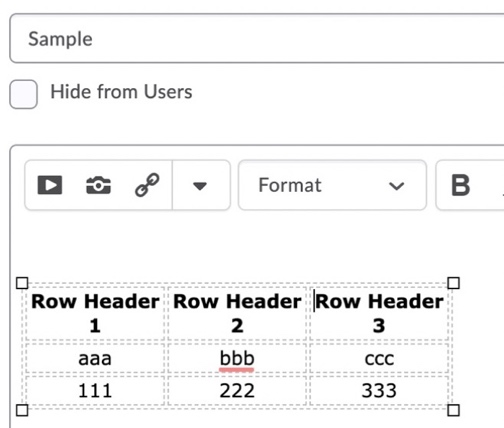 Sample
Hide from Users
Format B
Row Header Row Header Row Header
1 2 3
aaa bbb ccc
111 222 333